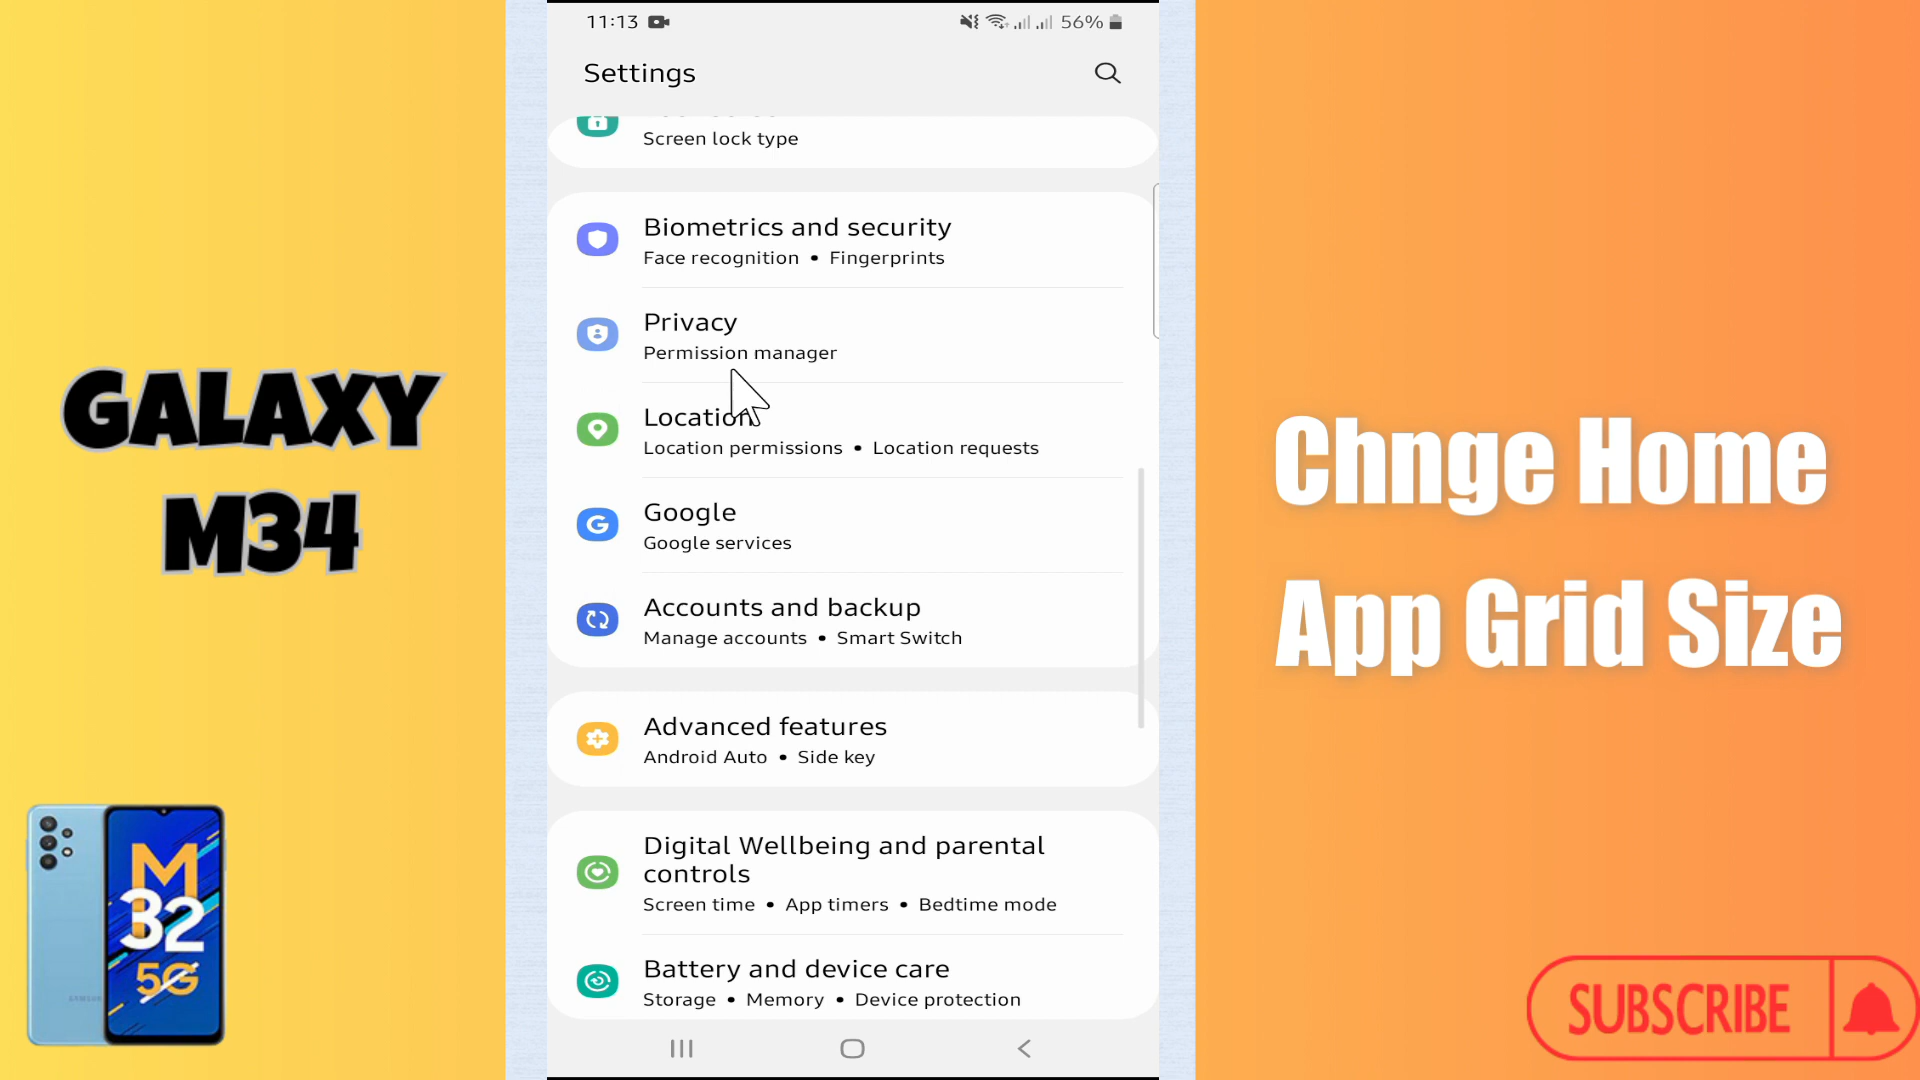 11:13
56%
Settings
Screen lock type
Biometrics and security
Face recognition • Fingerprints
Privacy
Permission manager
Location
Location permissions • Location requests
Google
Google services
Accounts and backup
Manage accounts • Smart Switch
Advanced features
Android Auto • Side key
Digital Wellbeing and parental
controls
Screen time • App timers • Bedtime mode
Battery and device care
Storage • Memory • Device protection
GALAXY
M34
M
32
5G
SAMSUNG
Chnge Home
App Grid Size
SUBSCRIBE